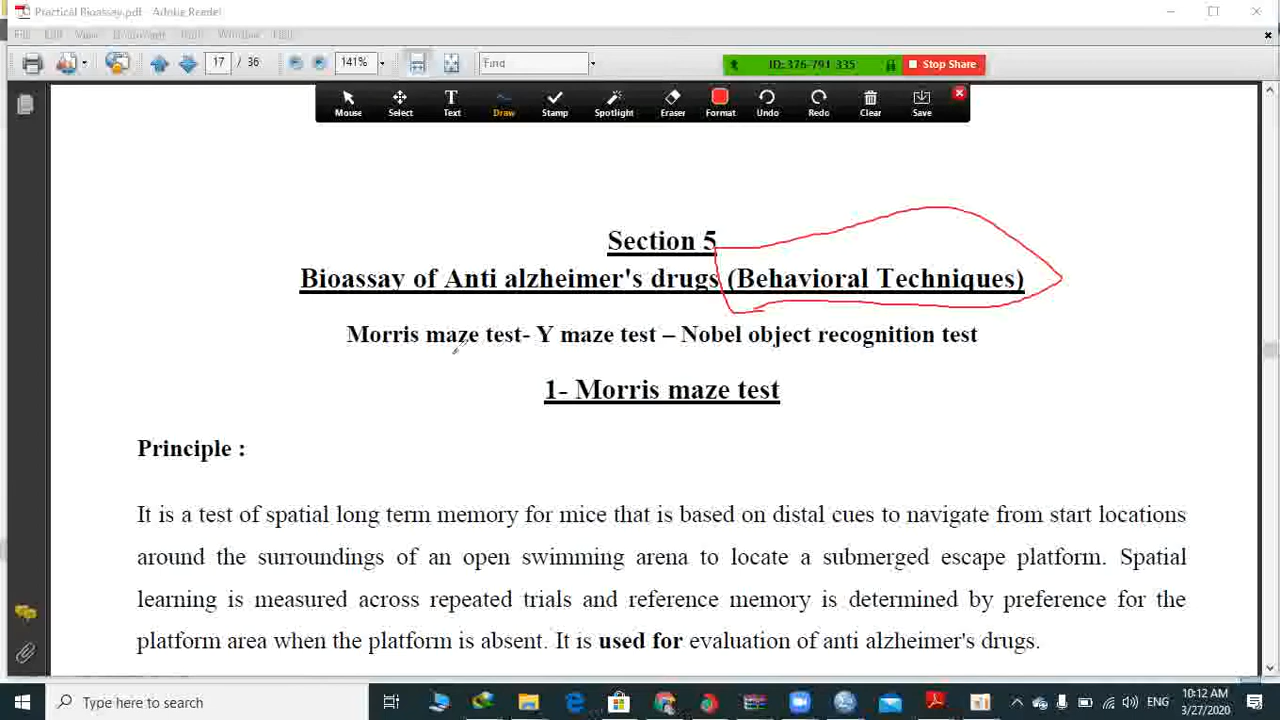 Practical Bioassay.pdf - Adobe Reader
View Window
17 / 36 141% Find ID: 376-791-335 Stop Share
Mouse Select Text Draw Stamp Spotlight Eraser Format Undo Redo Clear Save
Section 5
Bioassay of Anti alzheimer's drugs (Behavioral Techniques)
Morris maze test- Y maze test – Nobel object recognition test
1- Morris maze test
Principle :
It is a test of spatial long term memory for mice that is based on distal cues to navigate from start locations
around the surroundings of an open swimming arena to locate a submerged escape platform. Spatial
learning is measured across repeated trials and reference memory is determined by preference for the
platform area when the platform is absent. It is used for evaluation of anti alzheimer's drugs.
Type here to search
ENG
10:12 AM
3/27/2020